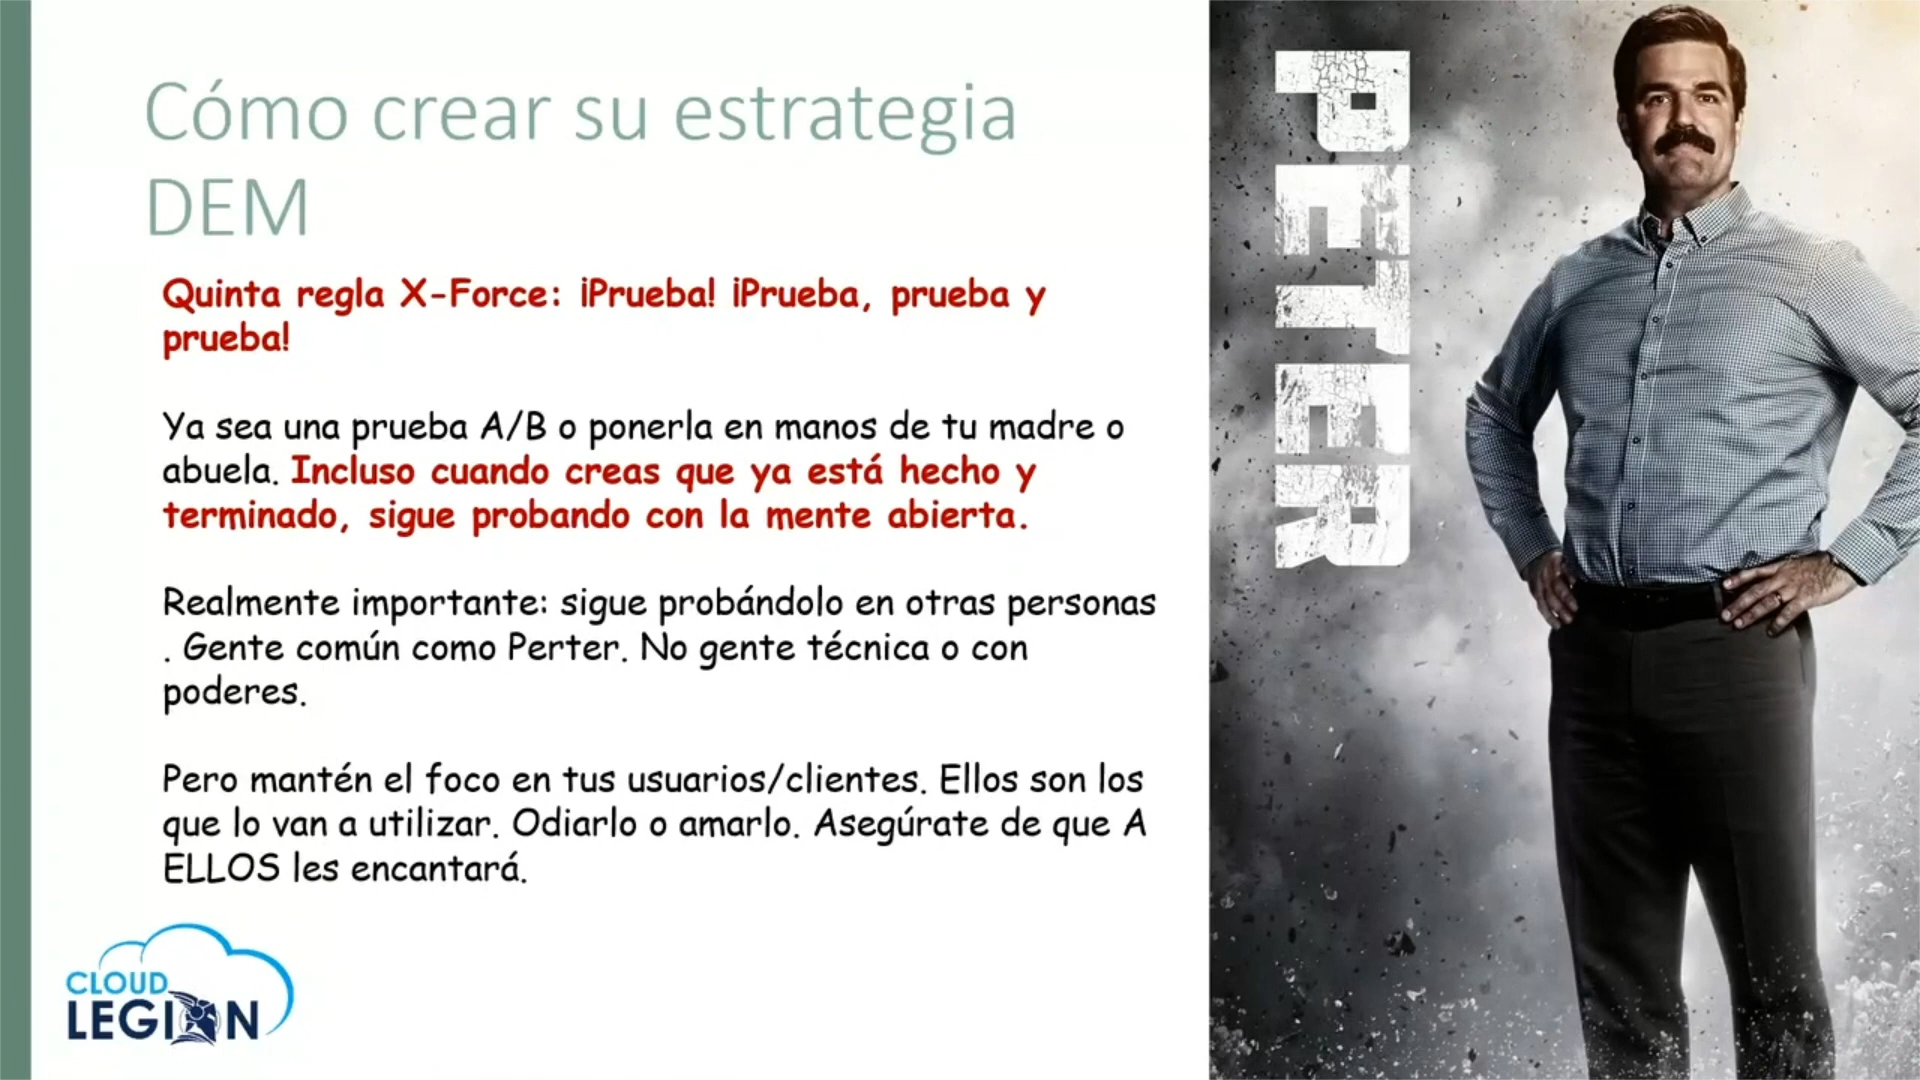 Cómo crear su estrategia
DEM
Quinta regla X-Force: ¡Prueba! ¡Prueba, prueba y
prueba!
Ya sea una prueba A/B o ponerla en manos de tu madre o
abuela. Incluso cuando creas que ya está hecho y
terminado, sigue probando con la mente abierta.
Realmente importante: sigue probándolo en otras personas
. Gente común como Perter. No gente técnica o con
poderes.
Pero mantén el foco en tus usuarios/clientes. Ellos son los
que lo van a utilizar. Odiarlo o amarlo. Asegúrate de que A
ELLOS les encantará.
CLOUD
LEGION
PETER